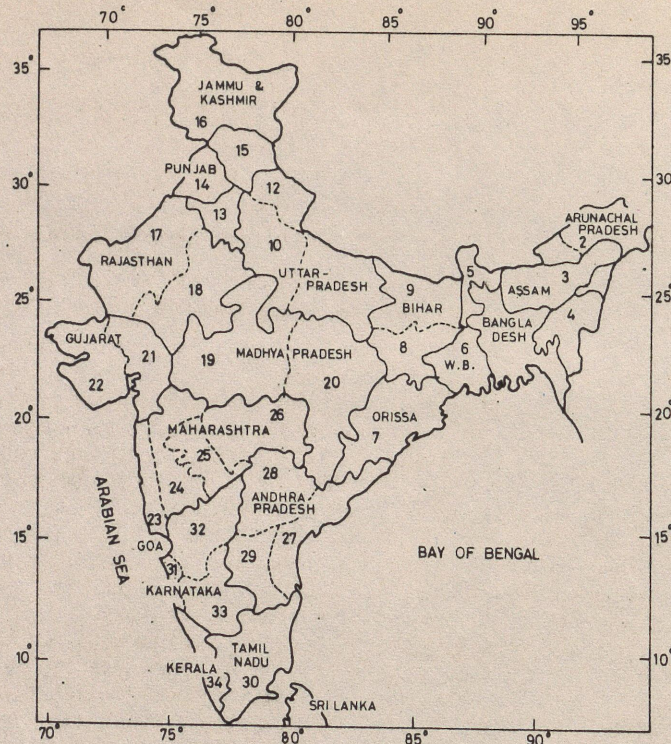 70° 75° 80° 85° 90° 95°
35° 35°
JAMMU &
KASHMIR
16
15
PUNJAB
14
30° 30°
12
13
17
ARUNACHAL
PRADESH
2
10
RAJASTHAN
UTTAR-
PRADESH
9
5
3
18
BIHAR
ASSAM
25° 25°
4
GUJARAT
BANGLA
DESH
21
19
MADHYA PRADESH
8
6
W.B.
22
20
20° 20°
26
ORISSA
MAHARASHTRA
7
25
28
24
ANDHRA
PRADESH
ARABIAN SEA
23
32
27
15° 15°
GOA
29
BAY OF BENGAL
31
KARNATAKA
33
TAMIL
NADU
10° 10°
KERALA
34
30
SRI LANKA
70° 75° 80° 85° 90°